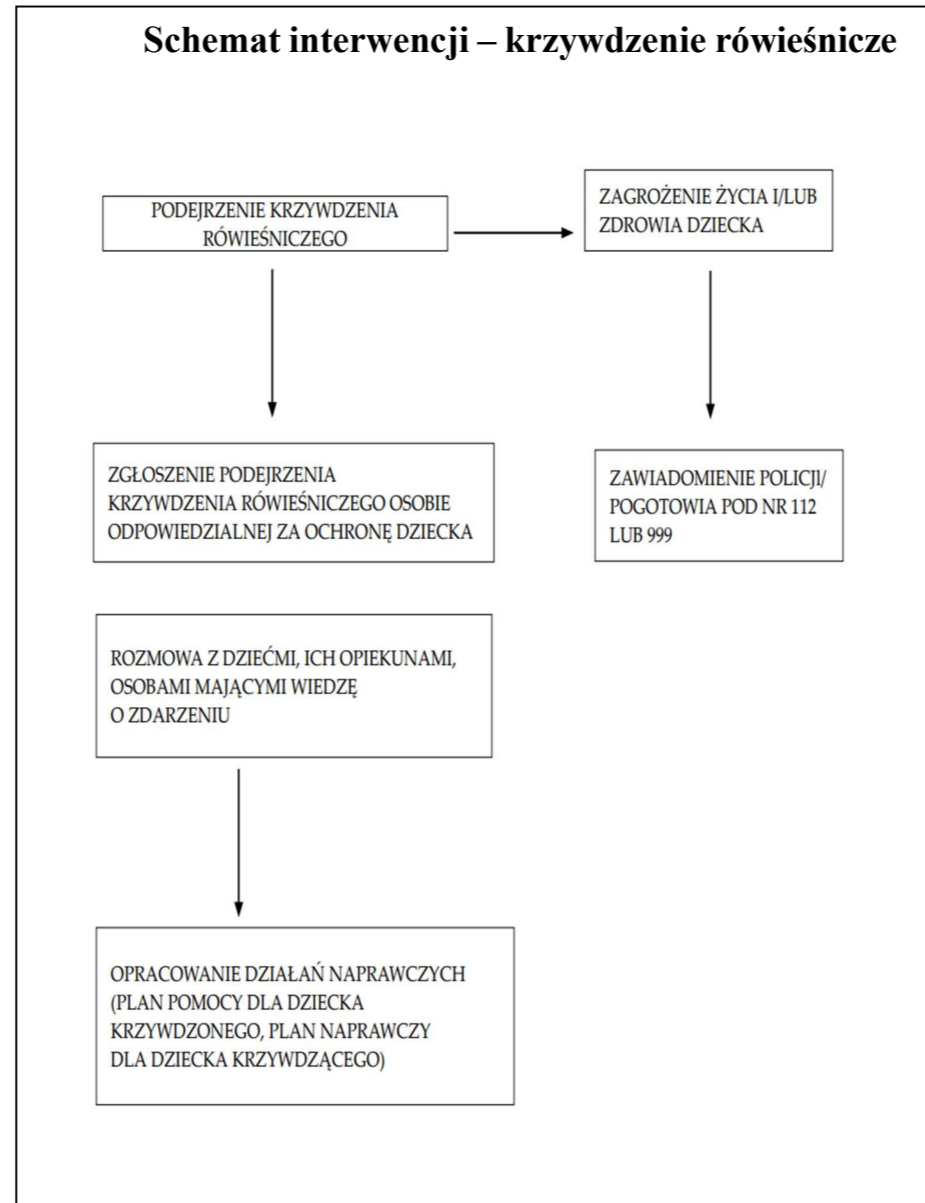 Schemat interwencji – krzywdzenie rówieśnicze
PODEJRZENIE KRZYWDZENIA
RÓWIEŚNICZEGO
ZAGROŻENIE ŻYCIA I/LUB
ZDROWIA DZIECKA
ZGŁOSZENIE PODEJRZENIA
KRZYWDZENIA RÓWIEŚNICZEGO OSOBIE
ODPOWIEDZIALNEJ ZA OCHRONĘ DZIECKA
ZAWIADOMIENIE POLICJI/
POGOTOWIA POD NR 112
LUB 999
ROZMOWA Z DZIEĆMI, ICH OPIEKUNAMI,
OSOBAMI MAJĄCYMI WIEDZĘ
O ZDARZENIU
OPRACOWANIE DZIAŁAŃ NAPRAWCZYCH
(PLAN POMOCY DLA DZIECKA
KRZYWDZONEGO, PLAN NAPRAWCZY
DLA DZIECKA KRZYWDZĄCEGO)